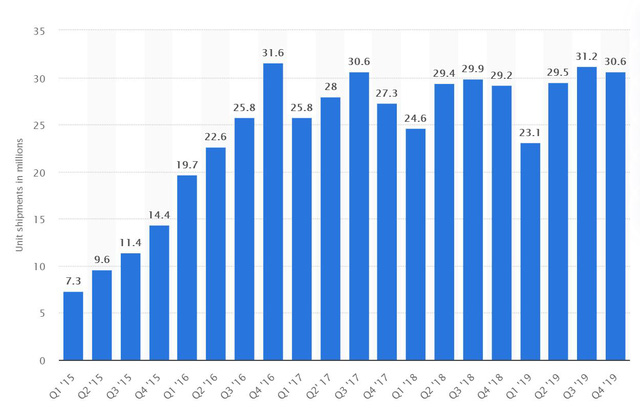 35
30
25
20
15
10
5
0
Unit shipments in millions
7.3
9.6
11.4
14.4
19.7
22.6
25.8
31.6
25.8
28
30.6
27.3
24.6
29.4
29.9
29.2
23.1
29.5
31.2
30.6
Q1 '15
Q2 '15
Q3 '15
Q4 '15
Q1 '16
Q2 '16
Q3 '16
Q4 '16
Q1 '17
Q2' 17
Q3 '17
Q4 '17
Q1 '18
Q2 '18
Q3 '18
Q4 '18
Q1 '19
Q2 '19
Q3 '19
Q4 '19